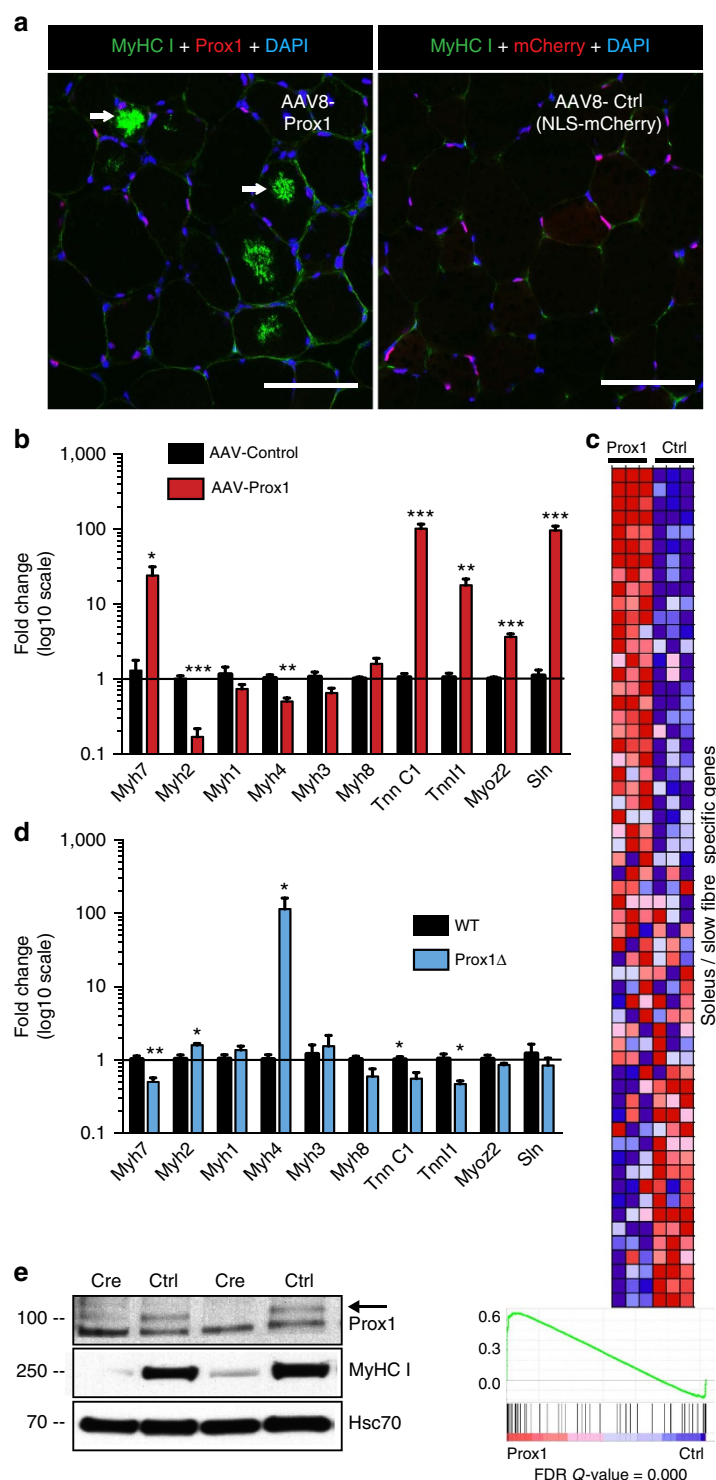 a
MyHC I + Prox1 + DAPI
MyHC I + mCherry + DAPI
AAV8-
Prox1
AAV8- Ctrl
(NLS-mCherry)
b
Fold change
(log10 scale)
1,000
100
10
1
0.1
AAV-Control
AAV-Prox1
*
***
**
***
**
***
***
Myh7
Myh2
Myh1
Myh4
Myh3
Myh8
Tnn C1
TnnI1
Myoz2
Sln
c
Prox1 Ctrl
Soleus / slow fibre specific genes
d
Fold change
(log10 scale)
1,000
100
10
1
0.1
WT
Prox1Δ
**
*
*
*
*
Myh7
Myh2
Myh1
Myh4
Myh3
Myh8
Tnn C1
TnnI1
Myoz2
Sln
e
Cre Ctrl Cre Ctrl
100 --
Prox1
250 --
MyHC I
70 --
Hsc70
0.6
0.3
0.0
Prox1 Ctrl
FDR Q-value = 0.000